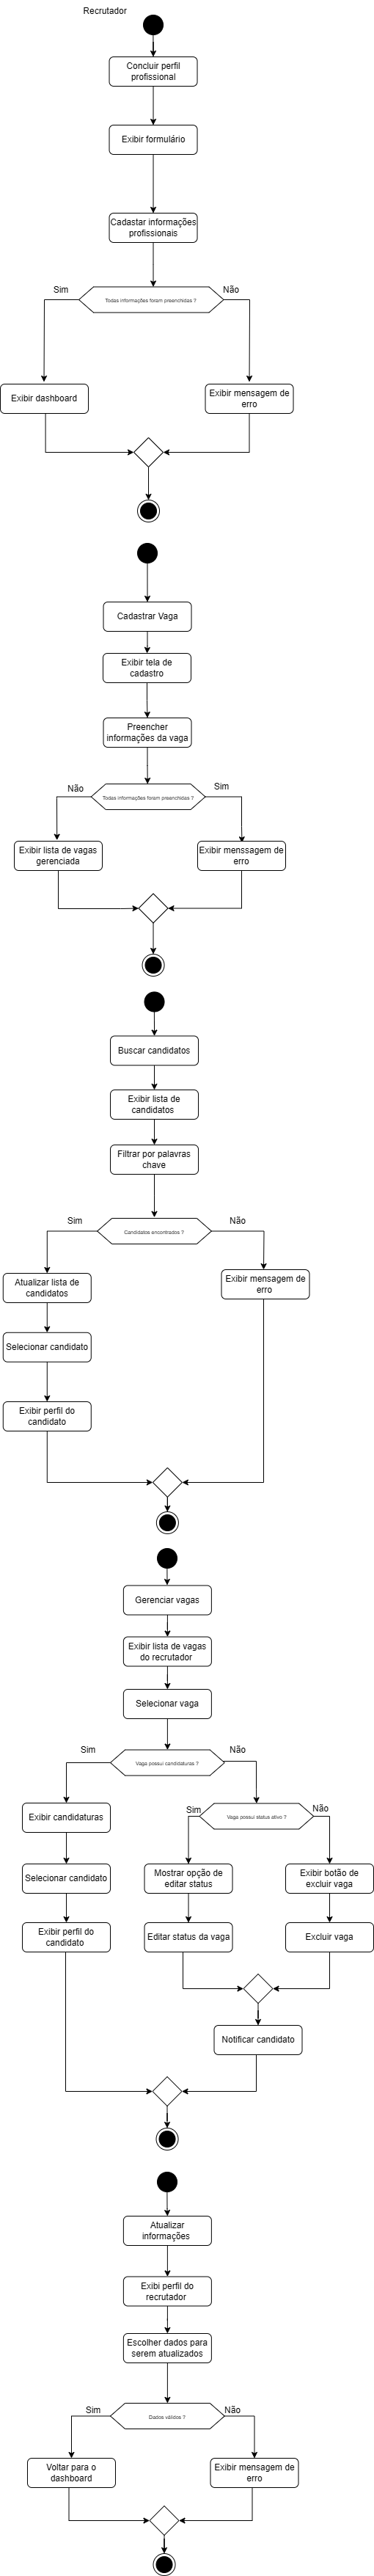 Recrutador
Concluir perfil
profissional
Exibir formulário
Cadastar informações
profissionais
Sim
Não
Todas informações foram preenchidas ?
Exibir dashboard
Exibir mensagem de
erro
Cadastrar Vaga
Exibir tela de
cadastro
Preencher
informações da vaga
Não
Sim
Todas informações foram preenchidas ?
Exibir lista de vagas
gerenciada
Exibir menssagem de
erro
Buscar candidatos
Exibir lista de
candidatos
Filtrar por palavras
chave
Sim
Não
Candidatos encontrados ?
Atualizar lista de
candidatos
Exibir mensagem de
erro
Selecionar candidato
Exibir perfil do
candidato
Gerenciar vagas
Exibir lista de vagas
do recrutador
Selecionar vaga
Sim
Não
Vaga possui candidaturas ?
Exibir candidaturas
Sim
Não
Vaga possui status ativo ?
Selecionar candidato
Mostrar opção de
editar status
Exibir botão de
excluir vaga
Exibir perfil do
candidato
Editar status da vaga
Excluir vaga
Notificar candidato
Atualizar
informações
Exibi perfil do
recrutador
Escolher dados para
serem atualizados
Sim
Não
Dados válidos ?
Voltar para o
dashboard
Exibir mensagem de
erro